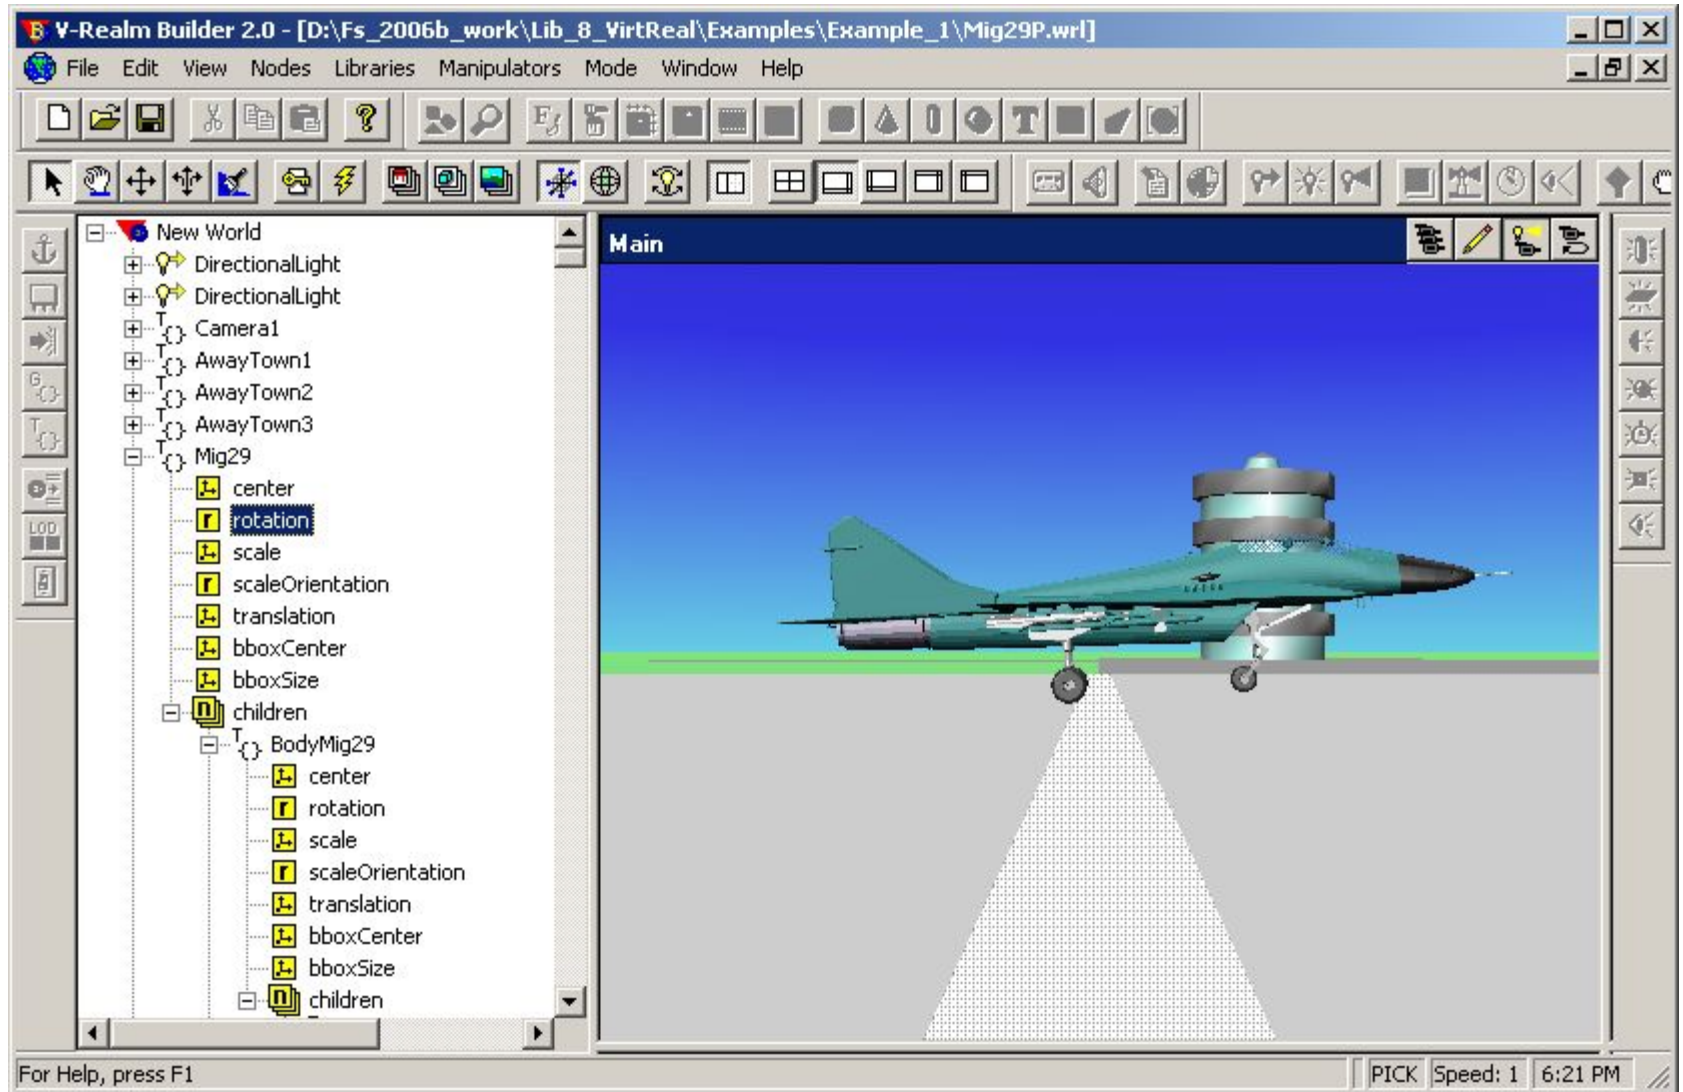 V-Realm Builder 2.0 - [D:\Fs_2006b_work\Lib_8_VirtReal\Examples\Example_1\Mig29P.wrl]
File Edit View Nodes Libraries Manipulators Mode Window Help
New World
DirectionalLight
DirectionalLight
Camera1
AwayTown1
AwayTown2
AwayTown3
Mig29
center
rotation
scale
scaleOrientation
translation
bboxCenter
bboxSize
children
BodyMig29
center
rotation
scale
scaleOrientation
translation
bboxCenter
bboxSize
children
Main
LOD
For Help, press F1
PICK Speed: 1 6:21 PM